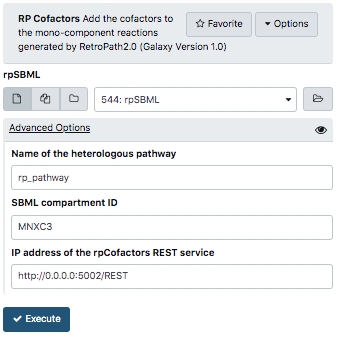 RP Cofactors Add the cofactors to
the mono-component reactions
generated by RetroPath2.0 (Galaxy Version 1.0)
Favorite
Options
rpSBML
544: rpSBML
Advanced Options
Name of the heterologous pathway
rp_pathway
SBML compartment ID
MNXC3
IP address of the rpCofactors REST service
http://0.0.0.0:5002/REST
Execute